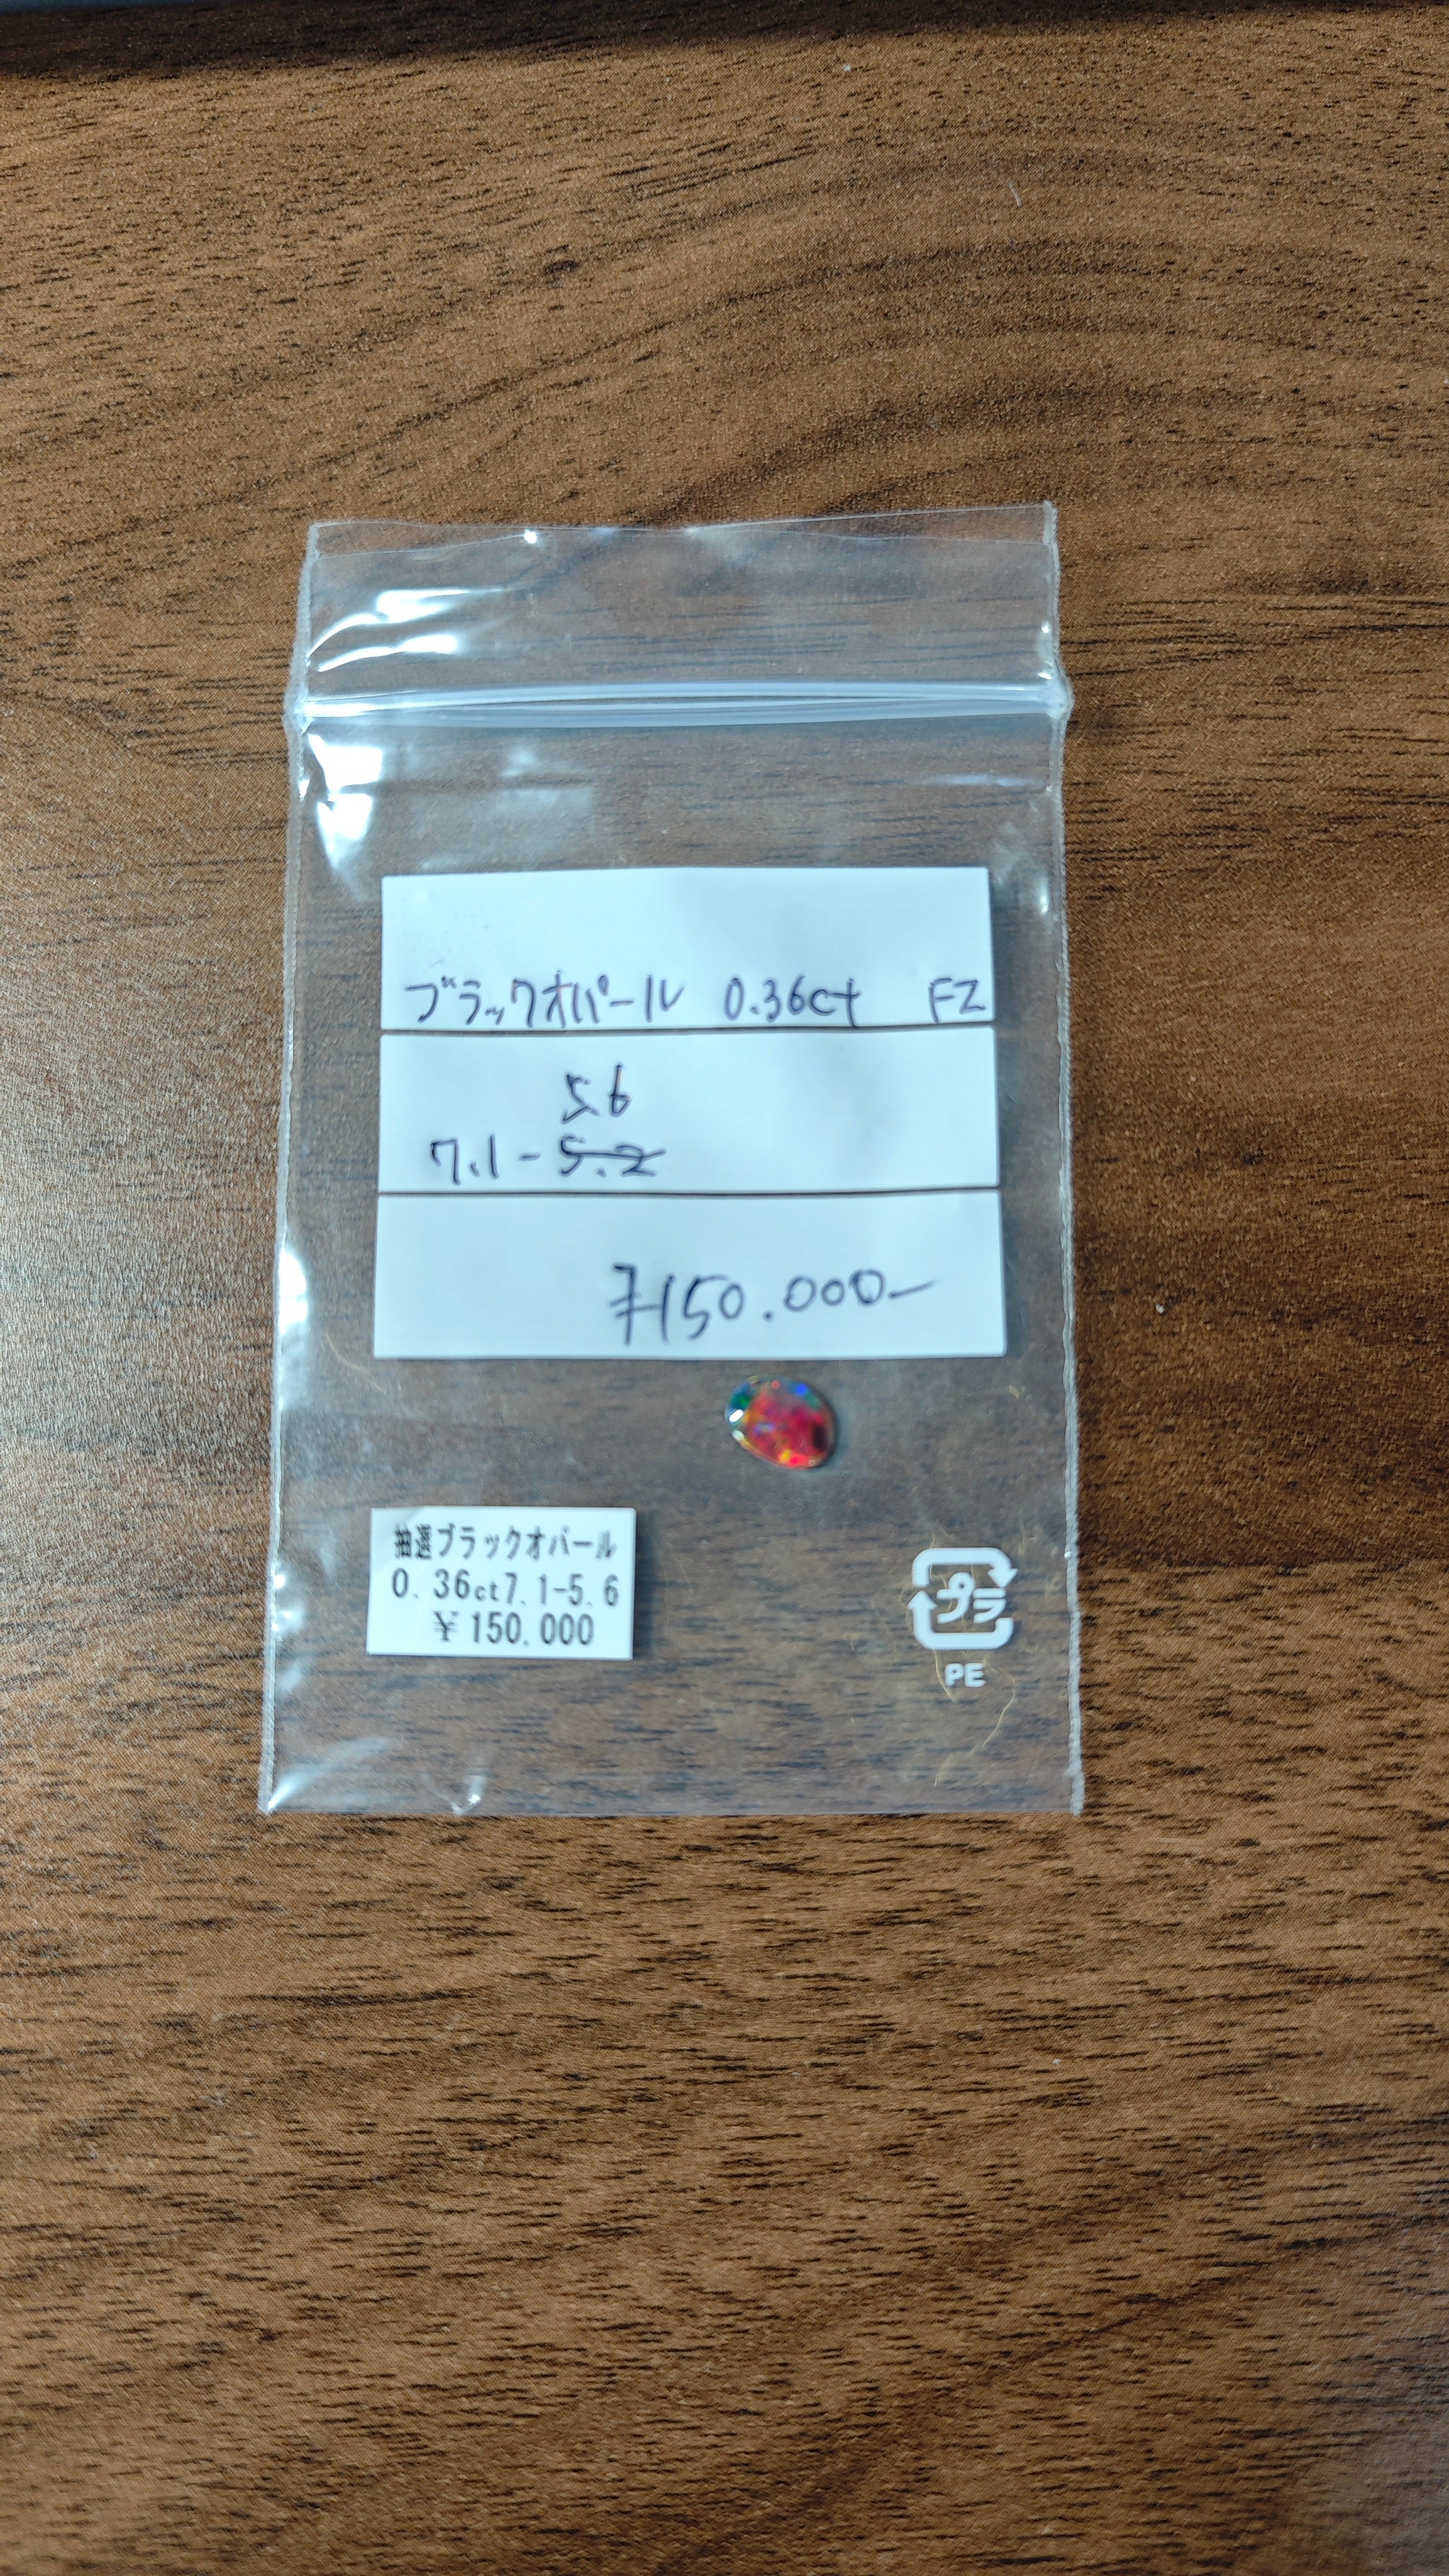 ブラックオパール 0.36ct FZ
5.6
7.1-5.2
¥150.000-
抽選ブラックオパール
0.36ct7.1-5.6
¥150.000
プラ
PE